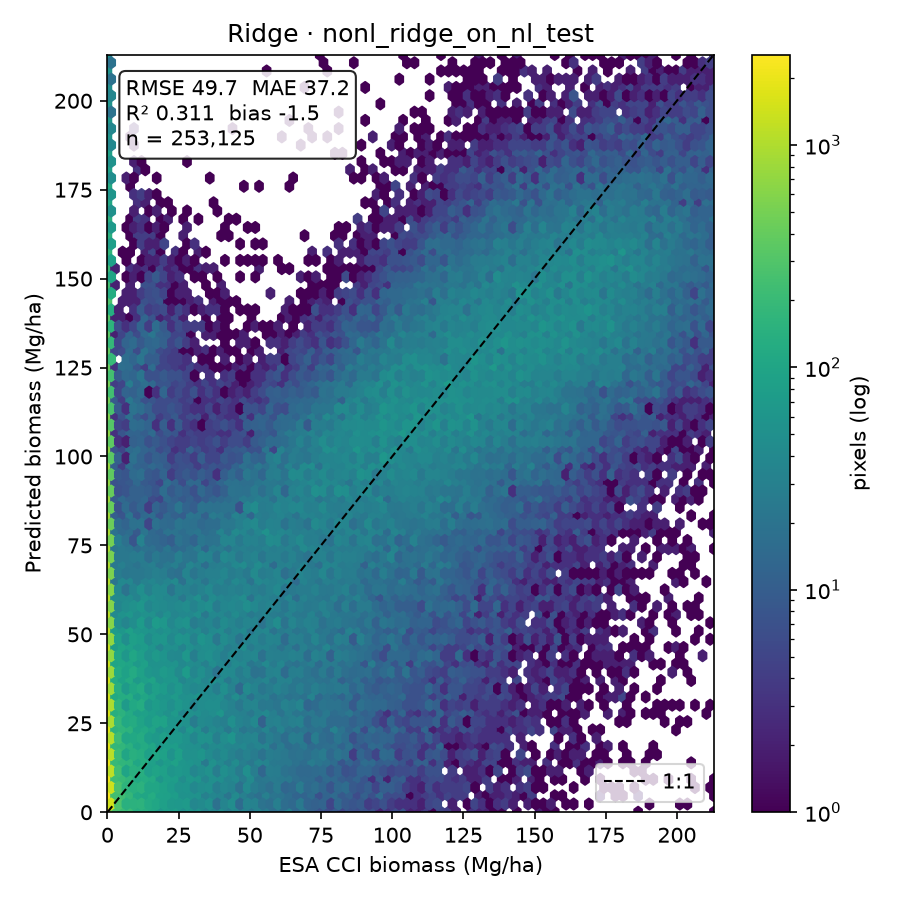 Ridge · nonl_ridge_on_nl_test
RMSE 49.7  MAE 37.2
R² 0.311  bias -1.5
n = 253,125
Predicted biomass (Mg/ha)
200
175
150
125
100
75
50
25
0
0 25 50 75 100 125 150 175 200
ESA CCI biomass (Mg/ha)
1:1
10³
10²
10¹
10⁰
pixels (log)